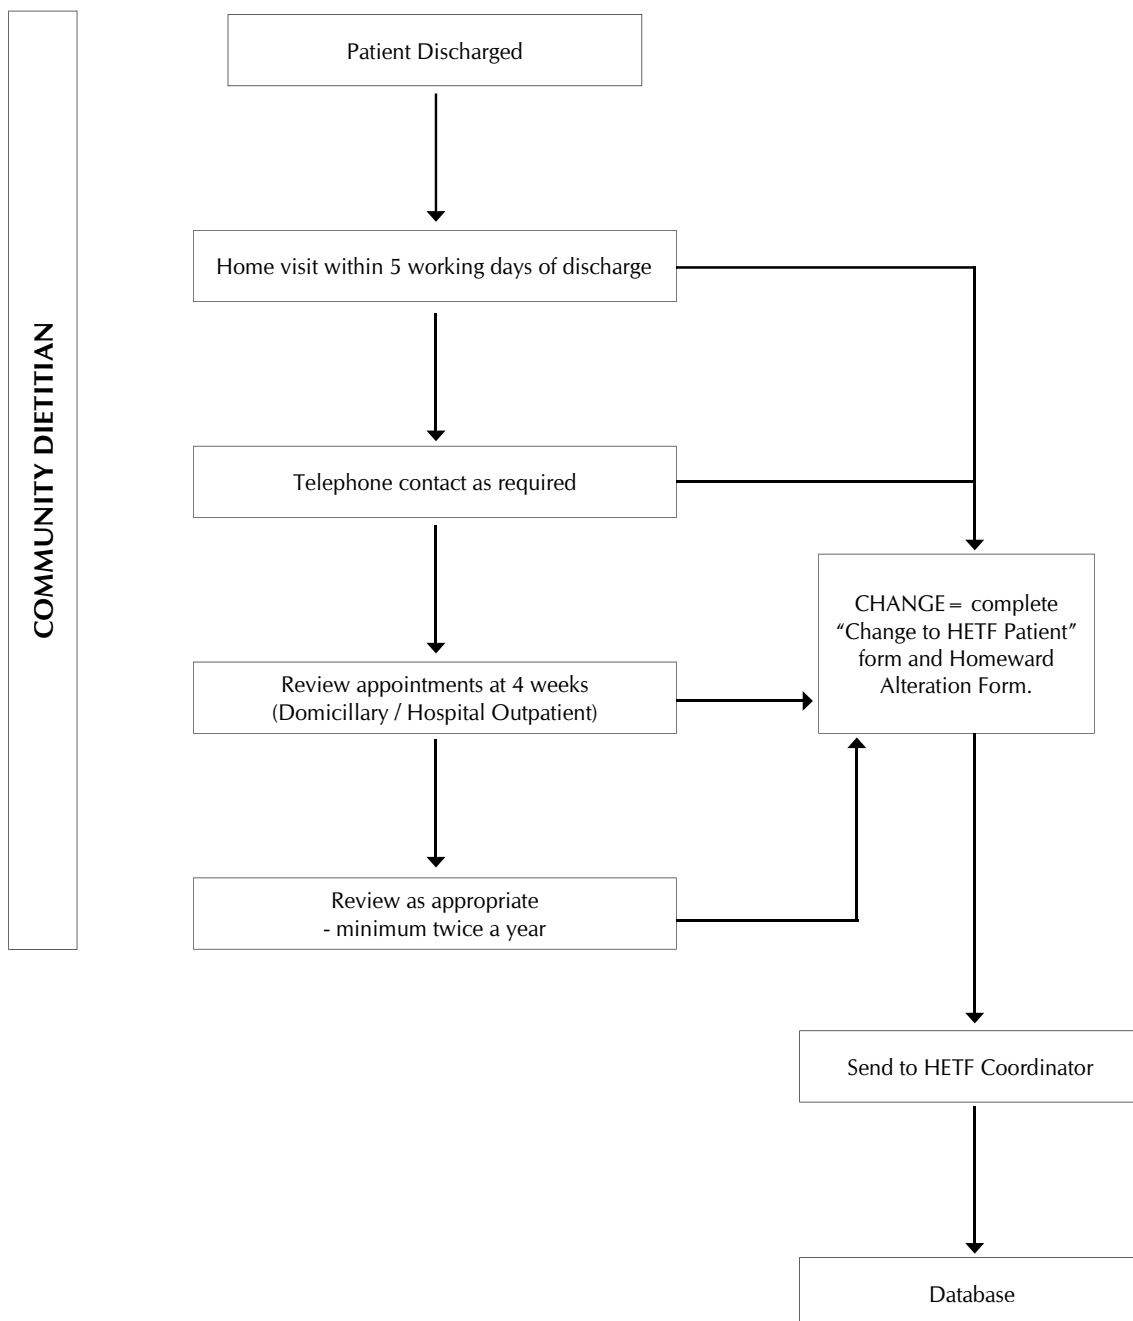 COMMUNITY DIETITIAN
Patient Discharged
Home visit within 5 working days of discharge
Telephone contact as required
CHANGE = complete
“Change to HETF Patient”
form and Homeward
Alteration Form.
Review appointments at 4 weeks
(Domicillary / Hospital Outpatient)
Review as appropriate
- minimum twice a year
Send to HETF Coordinator
Database